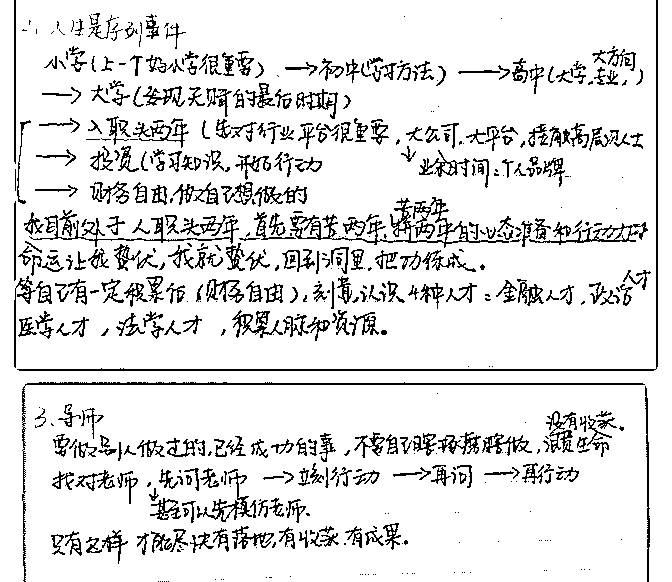 人生是序列事件
小学(上一个好小学很重要) → 初中(学习方法) → 高中(大学,专业,大方向)
→ 大学(发现天赋的最后时期)
→ 入职头两年(选对行业平台很重要,大公司,大平台,接触高层次人士
→ 投资(学习知识,开始行动 ↓业余时间:个人品牌
→ 财务自由,做自己想做的
我目前处于入职头两年,首先要有苦两年,苦两年的心态准备和行动
命运让我蛰伏,我就蛰伏,回到洞里,把功练成。
等自己有一定积累后(财务自由),刻意认识4种人才:金融人才,政治人才
医学人才,法学人才,积累人脉和资源。
3、导师
要做别人做过的,已经成功的事,不要自己瞎琢磨瞎做,浪费生命没有收获。
找对老师,先问老师 → 立刻行动 → 再问 → 再行动
↓甚至可以先模仿老师。
只有这样 才能尽快有落地,有收获,有成果。